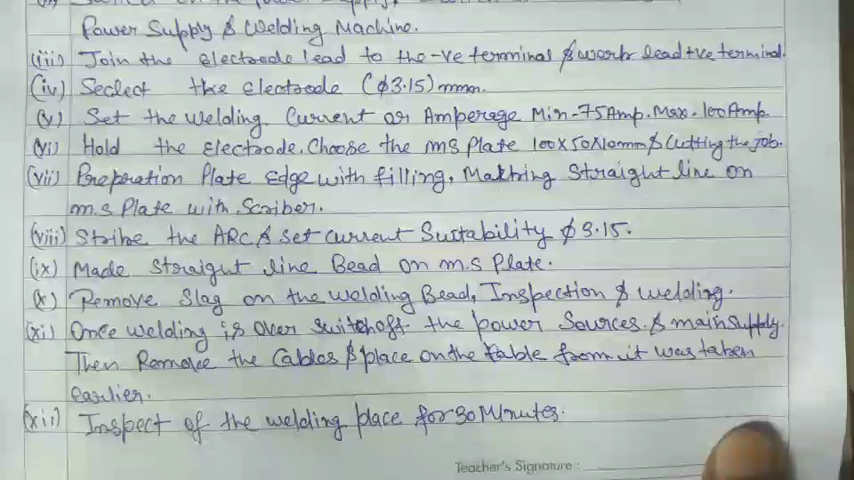 Power Supply & Welding Machine.
(iii) Join the electrode lead to the -ve terminal & work lead +ve terminal.
(iv) Seclect the electrode (φ3.15) mm.
(v) Set the welding Current or Amperage Min-75Amp. Max. 100Amp.
(vi) Hold the electrode. Choose the ms Plate 100x50x10mm & Cutting the job.
(vii) Preperation Plate Edge with filling, Making Straight line on
m.s Plate with Scriber.
(viii) Strike the ARC & set current Sustability φ3.15.
(ix) Made straight line Bead on m.s Plate.
(x) Remove Slag on the welding Bead, Inspection & welding.
(xi) Once welding is over switch off the power Sources & main supply.
Then Remove the Cables & place on the table from it was taken
earlier.
(xii) Inspect of the welding place for 30 Minutes.
Teacher's Signature :